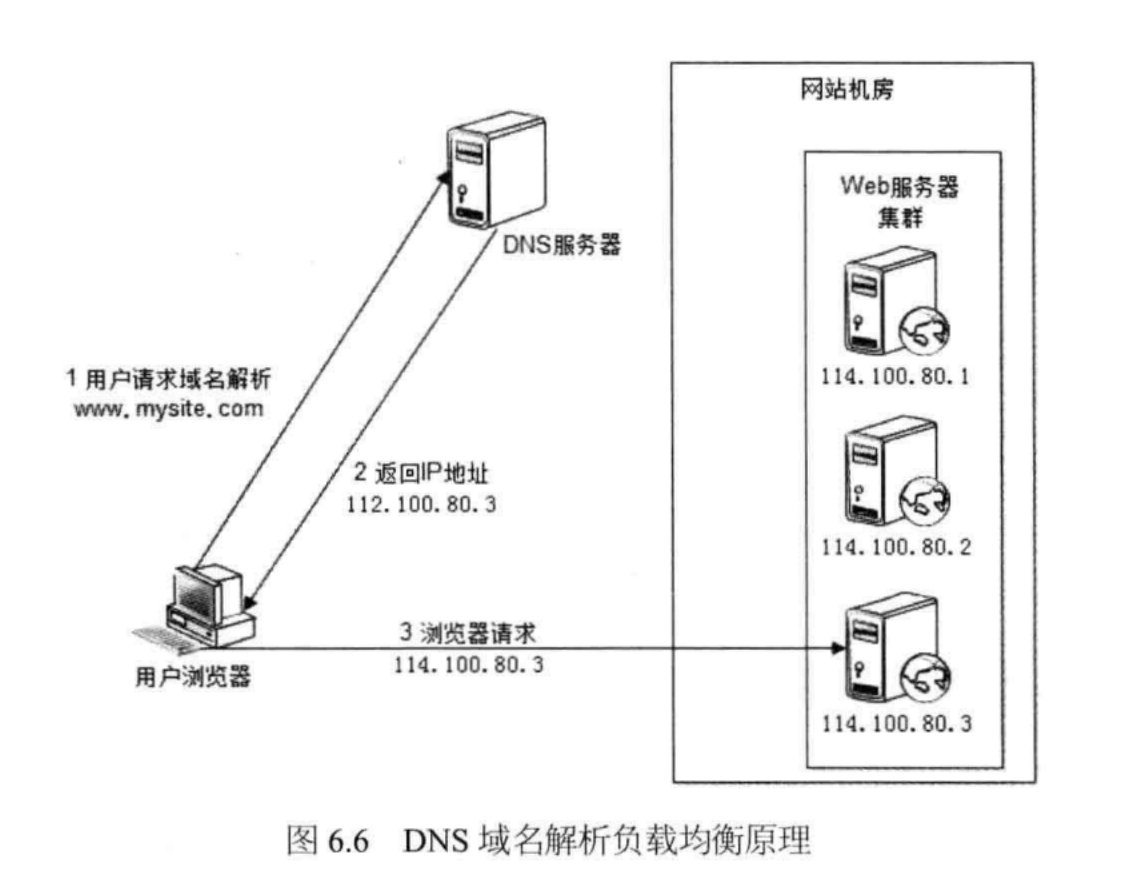 网站机房
Web服务器
集群
DNS服务器
114.100.80.1
1 用户请求域名解析
www.mysite.com
2 返回IP地址
112.100.80.3
114.100.80.2
3 浏览器请求
114.100.80.3
用户浏览器
114.100.80.3
图 6.6 DNS 域名解析负载均衡原理